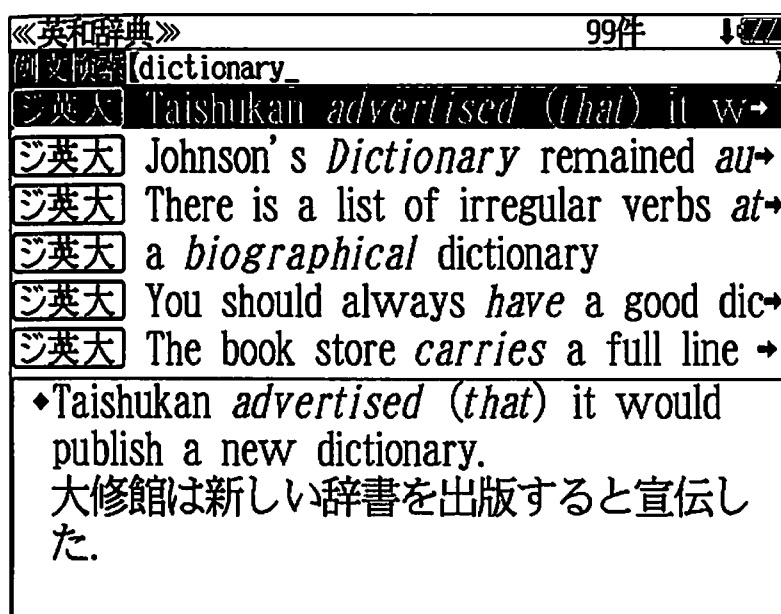 ≪英和辞典≫ 99件
例文検索【dictionary_ 】
ジ英大 Taishukan advertised (that) it w→
ジ英大 Johnson's Dictionary remained au→
ジ英大 There is a list of irregular verbs at→
ジ英大 a biographical dictionary
ジ英大 You should always have a good dic→
ジ英大 The book store carries a full line →
◆Taishukan advertised (that) it would
publish a new dictionary.
大修館は新しい辞書を出版すると宣伝し
た.